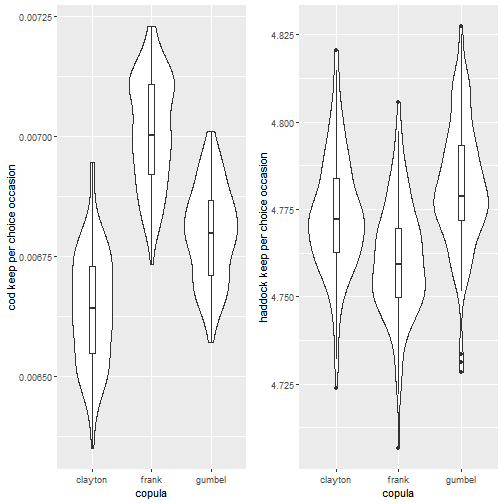 cod keep per choice occasion
0.00725
0.00700
0.00675
0.00650
clayton
frank
gumbel
copula
haddock keep per choice occasion
4.825
4.800
4.775
4.750
4.725
clayton
frank
gumbel
copula